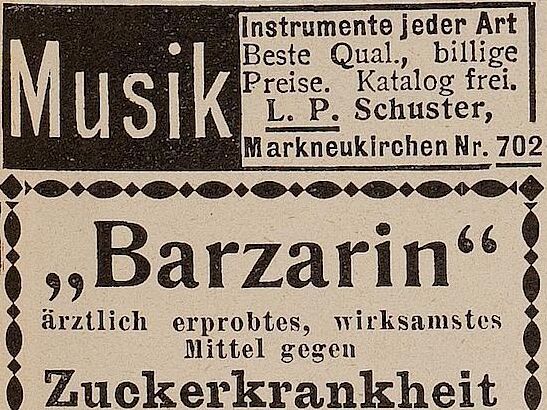 Musik
Instrumente jeder Art
Beste Qual., billige
Preise. Katalog frei.
L. P. Schuster,
Markneukirchen Nr. 702
„Barzarin“
ärztlich erprobtes, wirksamstes
Mittel gegen
Zuckerkrankheit